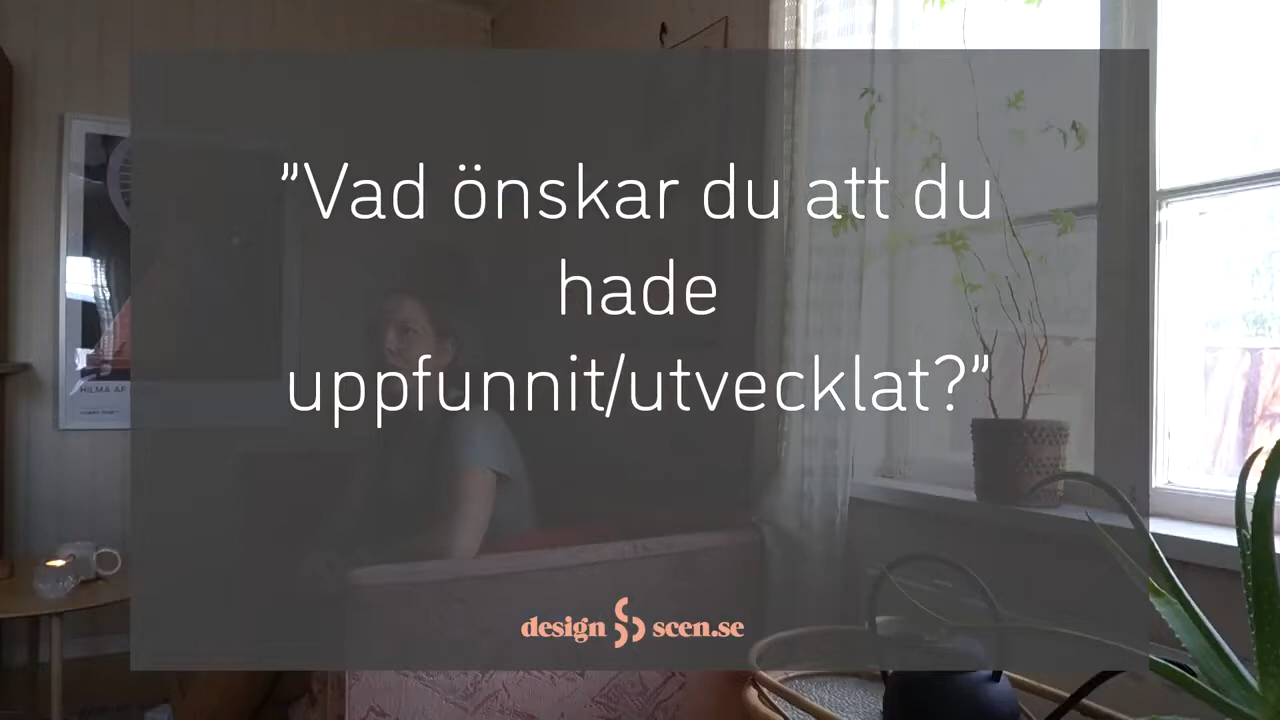 ”Vad önskar du att du
hade
uppfunnit/utvecklat?”
HILMA AF
design scen.se